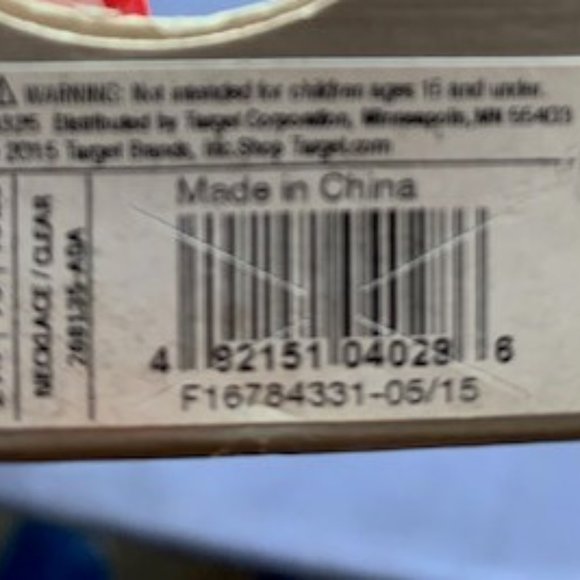 WARNING: Not intended for children ages 15 and under.
Distributed by Target Corporation, Minneapolis, MN 55403
2015 Target Brands, Inc. Shop Target.com
NECKLACE / CLEAR
Made in China
4 92151 04028 6
F16784331-05/15